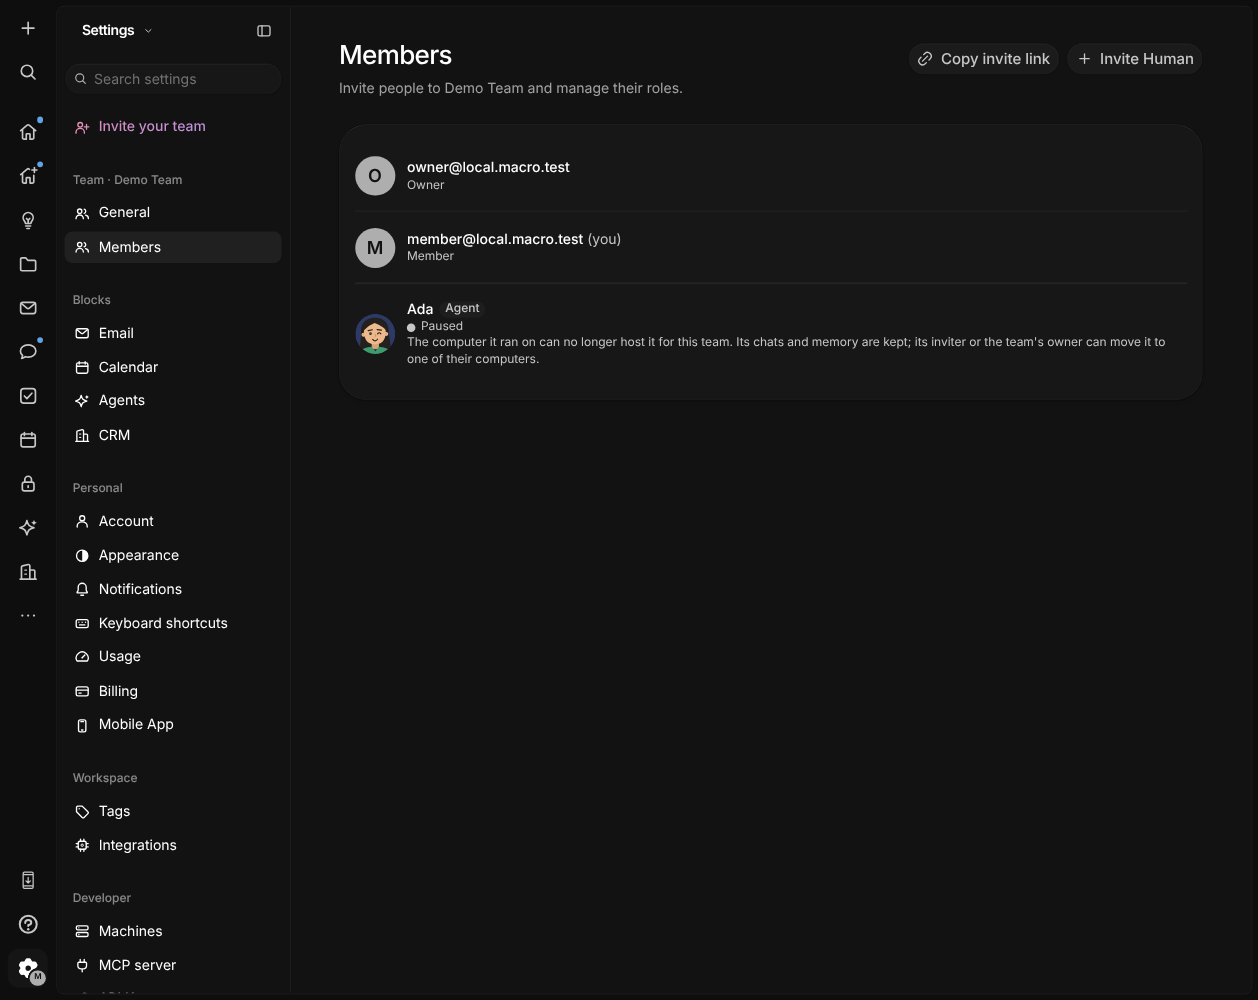 Settings
Search settings
Invite your team
Team · Demo Team
General
Members
Blocks
Email
Calendar
Agents
CRM
Personal
Account
Appearance
Notifications
Keyboard shortcuts
Usage
Billing
Mobile App
Workspace
Tags
Integrations
Developer
Machines
MCP server
M
Members
Invite people to Demo Team and manage their roles.
Copy invite link
Invite Human
O
owner@local.macro.test
Owner
M
member@local.macro.test (you)
Member
Ada Agent
Paused
The computer it ran on can no longer host it for this team. Its chats and memory are kept; its inviter or the team's owner can move it to
one of their computers.